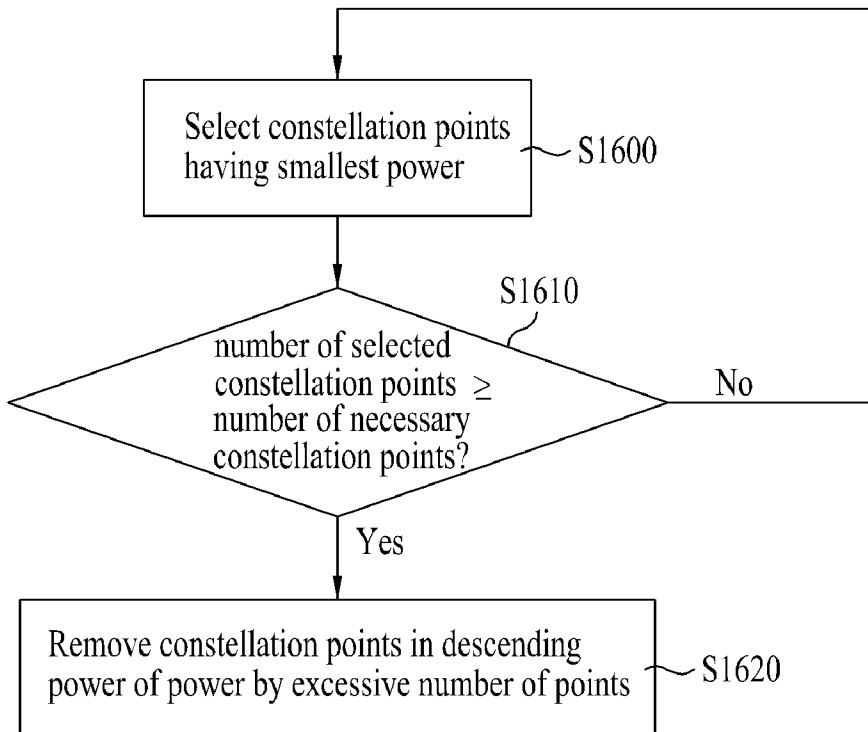 Select constellation points
having smallest power
S1600
S1610
number of selected
constellation points ≥
number of necessary
constellation points?
No
Yes
Remove constellation points in descending
power of power by excessive number of points
S1620